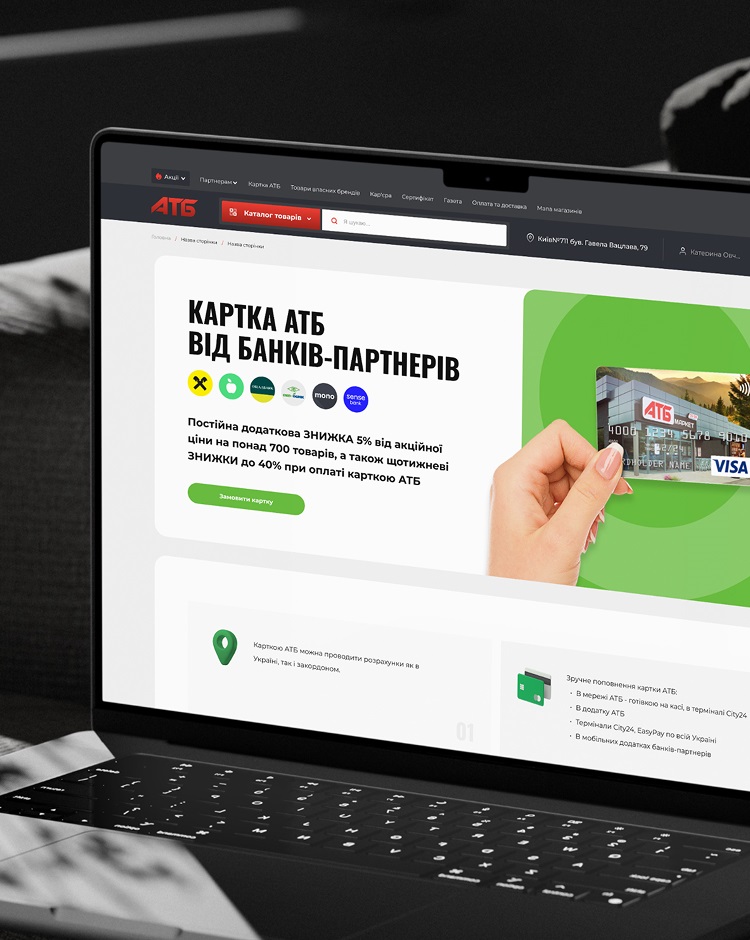 Акції
Партнерам
Картка АТБ
Товари власних брендів
Кар'єра
Сертифікат
Газета
Оплата та доставка
Мапа магазинів
АТБ
Каталог товарів
Я шукаю...
Київ№711 бул. Гавела Вацлава, 79
Катерина Овч...
Головна / Назва сторінки / Назва сторінки
КАРТКА АТБ
ВІД БАНКІВ-ПАРТНЕРІВ
mono
sense
bank
Постійна додаткова ЗНИЖКА 5% від акційної
ціни на понад 700 товарів, а також щотижневі
ЗНИЖКИ до 40% при оплаті карткою АТБ
Замовити картку
АТБ
МАРКЕТ
4000 1234 5678 9010
12/24
RDHOLDER NAME
VISA
Карткою АТБ можна проводити розрахунки як в
Україні, так і закордоном.
01
Зручне поповнення картки АТБ:
• В мережі АТБ - готівкою на касі, в терміналі City24
• В додатку АТБ
• Термінали City24, EasyPay по всій Україні
• В мобільних додатках банків-партнерів